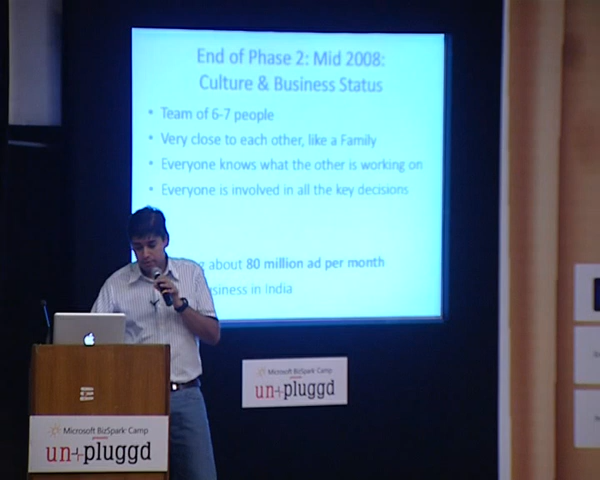 End of Phase 2: Mid 2008:
Culture & Business Status
• Team of 6-7 people
• Very close to each other, like a Family
• Everyone knows what the other is working on
• Everyone is involved in all the key decisions
about 80 million ad per month
in India
Microsoft BizSpark Camp
un+pluggd
Microsoft BizSpark Camp
un+pluggd